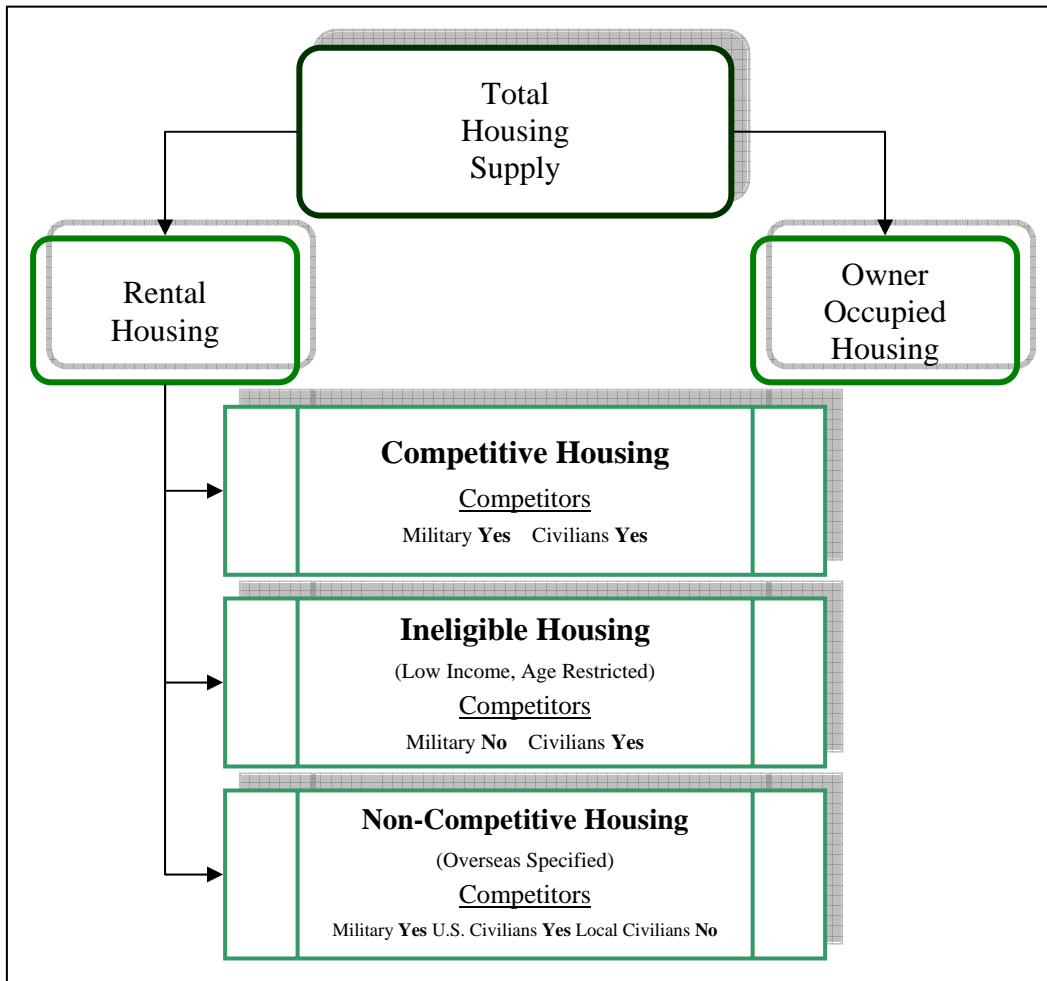 Total
Housing
Supply
Rental
Housing
Owner
Occupied
Housing
Competitive Housing
Competitors
Military Yes Civilians Yes
Ineligible Housing
(Low Income, Age Restricted)
Competitors
Military No Civilians Yes
Non-Competitive Housing
(Overseas Specified)
Competitors
Military Yes U.S. Civilians Yes Local Civilians No